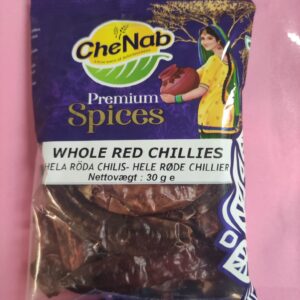 CheNab
Premium
Spices
WHOLE RED CHILLIES
HELA RÖDA CHILIS- HELE RØDE CHILLIER
Nettovægt : 30 g e